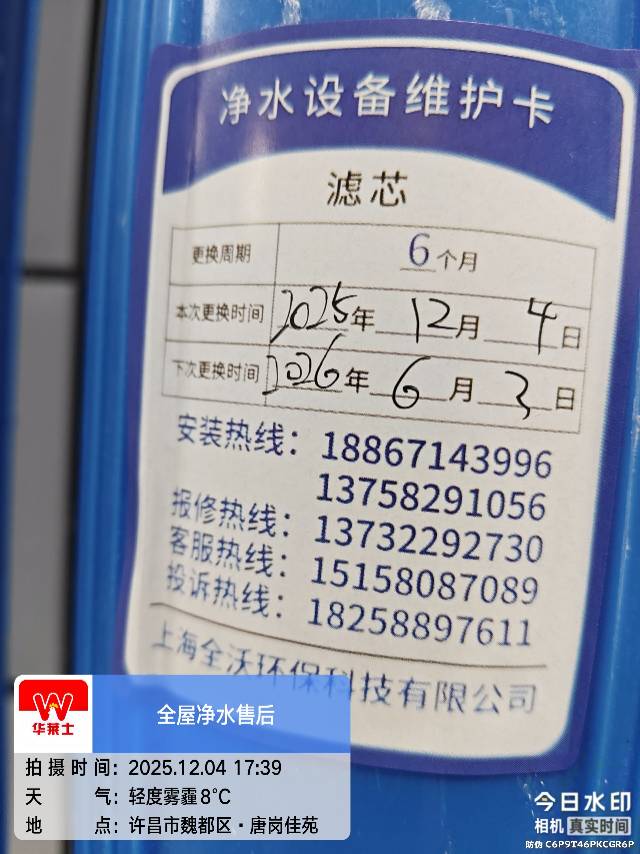 净水设备维护卡
滤芯
更换周期 6个月
本次更换时间 2025年 12月 4日
下次更换时间 2026年 6月 3日
安装热线：18867143996
13758291056
报修热线：13732292730
客服热线：15158087089
投诉热线：18258897611
上海全沃环保科技有限公司
华莱士
全屋净水售后
拍摄时间：2025.12.04 17:39
天气：轻度雾霾 8℃
地点：许昌市魏都区·唐岗佳苑
今日水印
相机 真实时间
防伪 C6P9T46PKCGR6P